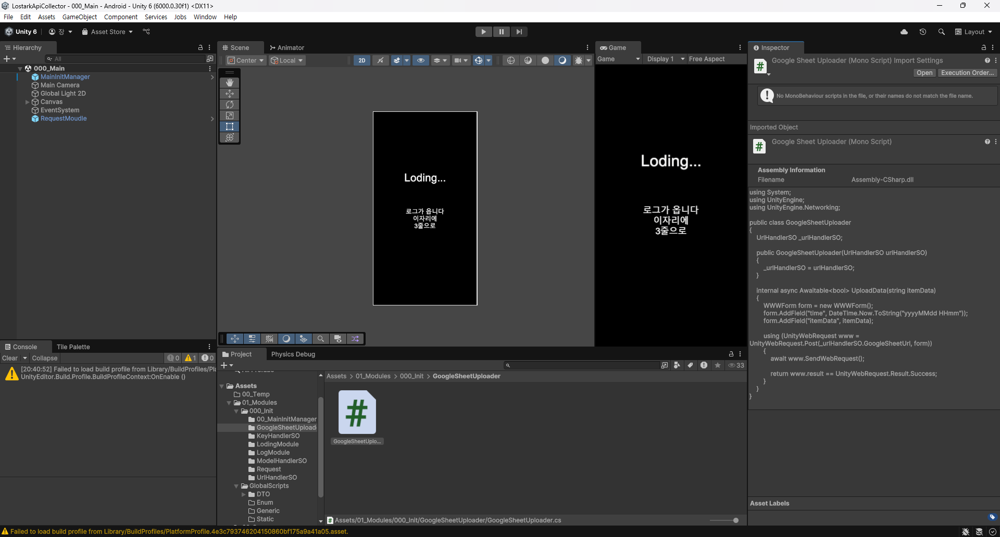 LostarkApiCollector - 000_Main - Android - Unity 6 (6000.0.30f1) <DX11>
File Edit Assets GameObject Component Services Jobs Window Help
Unity 6 장 Asset Store Layout
Hierarchy
All
000_Main
MainInitManager
Main Camera
Global Light 2D
Canvas
EventSystem
RequestMoudle
Scene Animator
Center Local 2D
Loding...
로그가 옵니다
이자리에
3줄으로
Game
Game Display 1 Free Aspect
Loding...
로그가 옵니다
이자리에
3줄으로
Console Tile Palette
Clear Collapse 0 1 0
[20:40:52] Failed to load build profile from Library/BuildProfiles/Pla
UnityEditor.Build.Profile.BuildProfileContext:OnEnable ()
Project Physics Debug
33
Assets
00_Temp
01_Modules
000_Init
00_MainInitManager
GoogleSheetUploade
KeyHandlerSO
LodingModule
LogModule
ModelHandlerSO
Request
UrlHandlerSO
GlobalScripts
DTO
Enum
Generic
Static
Assets > 01_Modules > 000_Init > GoogleSheetUploader
GoogleSheetUplo...
Assets/01_Modules/000_Init/GoogleSheetUploader/GoogleSheetUploader.cs
Inspector
Google Sheet Uploader (Mono Script) Import Settings
Open Execution Order...
No MonoBehaviour scripts in the file, or their names do not match the file name.
Imported Object
Google Sheet Uploader (Mono Script)
Assembly Information
Filename Assembly-CSharp.dll
using System;
using UnityEngine;
using UnityEngine.Networking;
public class GoogleSheetUploader
{
UrlHandlerSO _urlHandlerSO;
public GoogleSheetUploader(UrlHandlerSO urlHandlerSO)
{
_urlHandlerSO = urlHandlerSO;
}
internal async Awaitable<bool> UploadData(string itemData)
{
WWWForm form = new WWWForm();
form.AddField("time", DateTime.Now.ToString("yyyyMMdd HHmm"));
form.AddField("itemData", itemData);
using (UnityWebRequest www =
UnityWebRequest.Post(_urlHandlerSO.GoogleSheetUrl, form))
{
await www.SendWebRequest();
return www.result == UnityWebRequest.Result.Success;
}
}
}
Asset Labels
Failed to load build profile from Library/BuildProfiles/PlatformProfile.4e3c793746204150860bf175a9a41a05.asset.